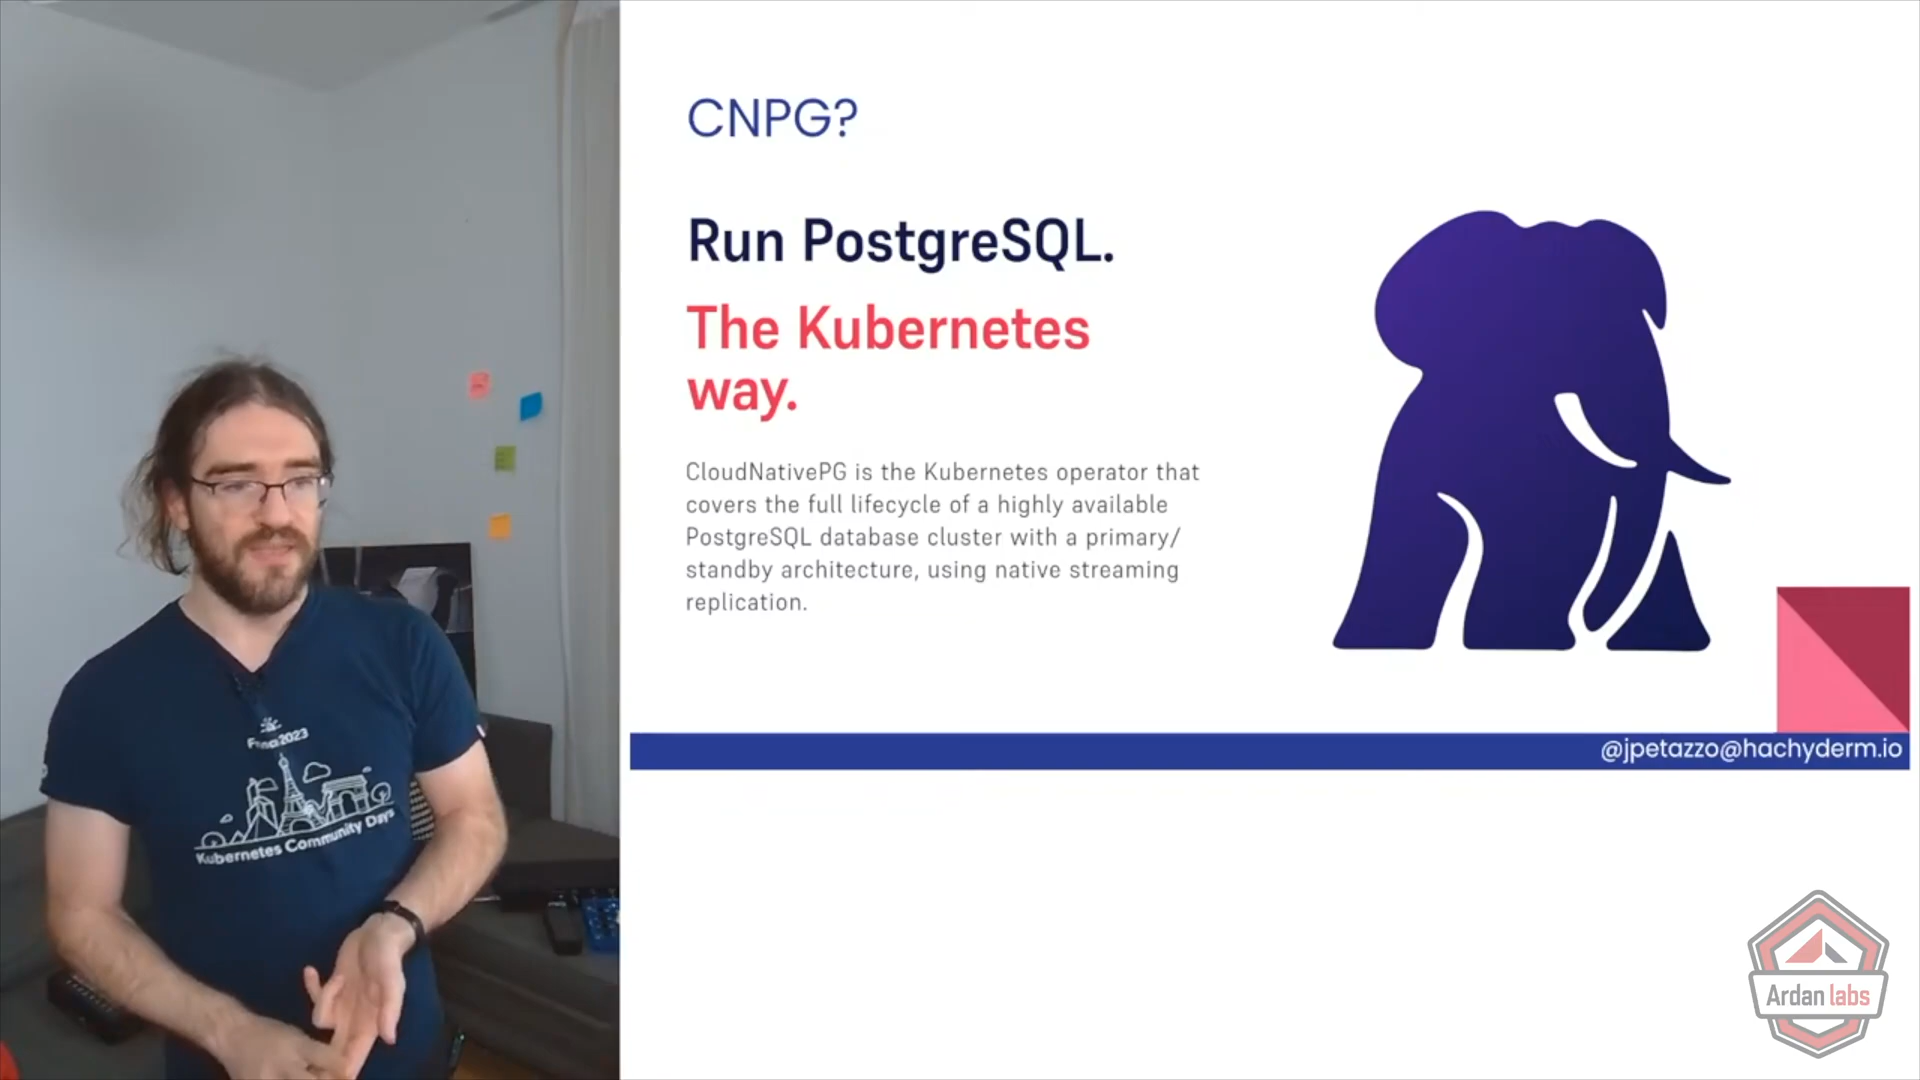 CNPG?
Run PostgreSQL.
The Kubernetes
way.
CloudNativePG is the Kubernetes operator that
covers the full lifecycle of a highly available
PostgreSQL database cluster with a primary/
standby architecture, using native streaming
replication.
@jpetazzo@hachyderm.io
France 2023
Kubernetes Community Days
Ardan labs